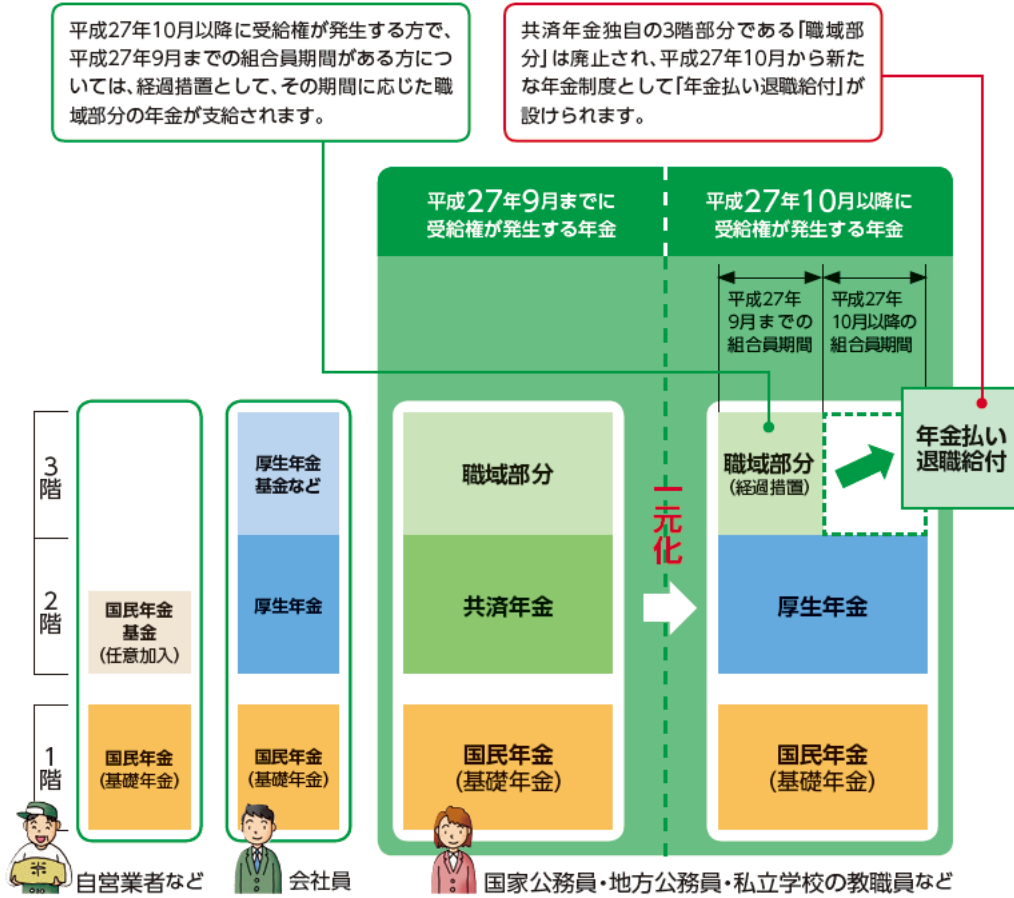 平成27年10月以降に受給権が発生する方で、
平成27年9月までの組合員期間がある方につ
いては、経過措置として、その期間に応じた職
域部分の年金が支給されます。
共済年金独自の3階部分である「職域部
分」は廃止され、平成27年10月から新た
な年金制度として「年金払い退職給付」が
設けられます。
平成27年9月までに
受給権が発生する年金
平成27年10月以降に
受給権が発生する年金
平成27年
9月までの
組合員期間
平成27年
10月以降の
組合員期間
3階
厚生年金
基金など
職域部分
職域部分
(経過措置)
年金払い
退職給付
一元化
2階
国民年金
基金
(任意加入)
厚生年金
共済年金
厚生年金
1階
国民年金
(基礎年金)
国民年金
(基礎年金)
国民年金
(基礎年金)
国民年金
(基礎年金)
米
自営業者など
会社員
国家公務員・地方公務員・私立学校の教職員など